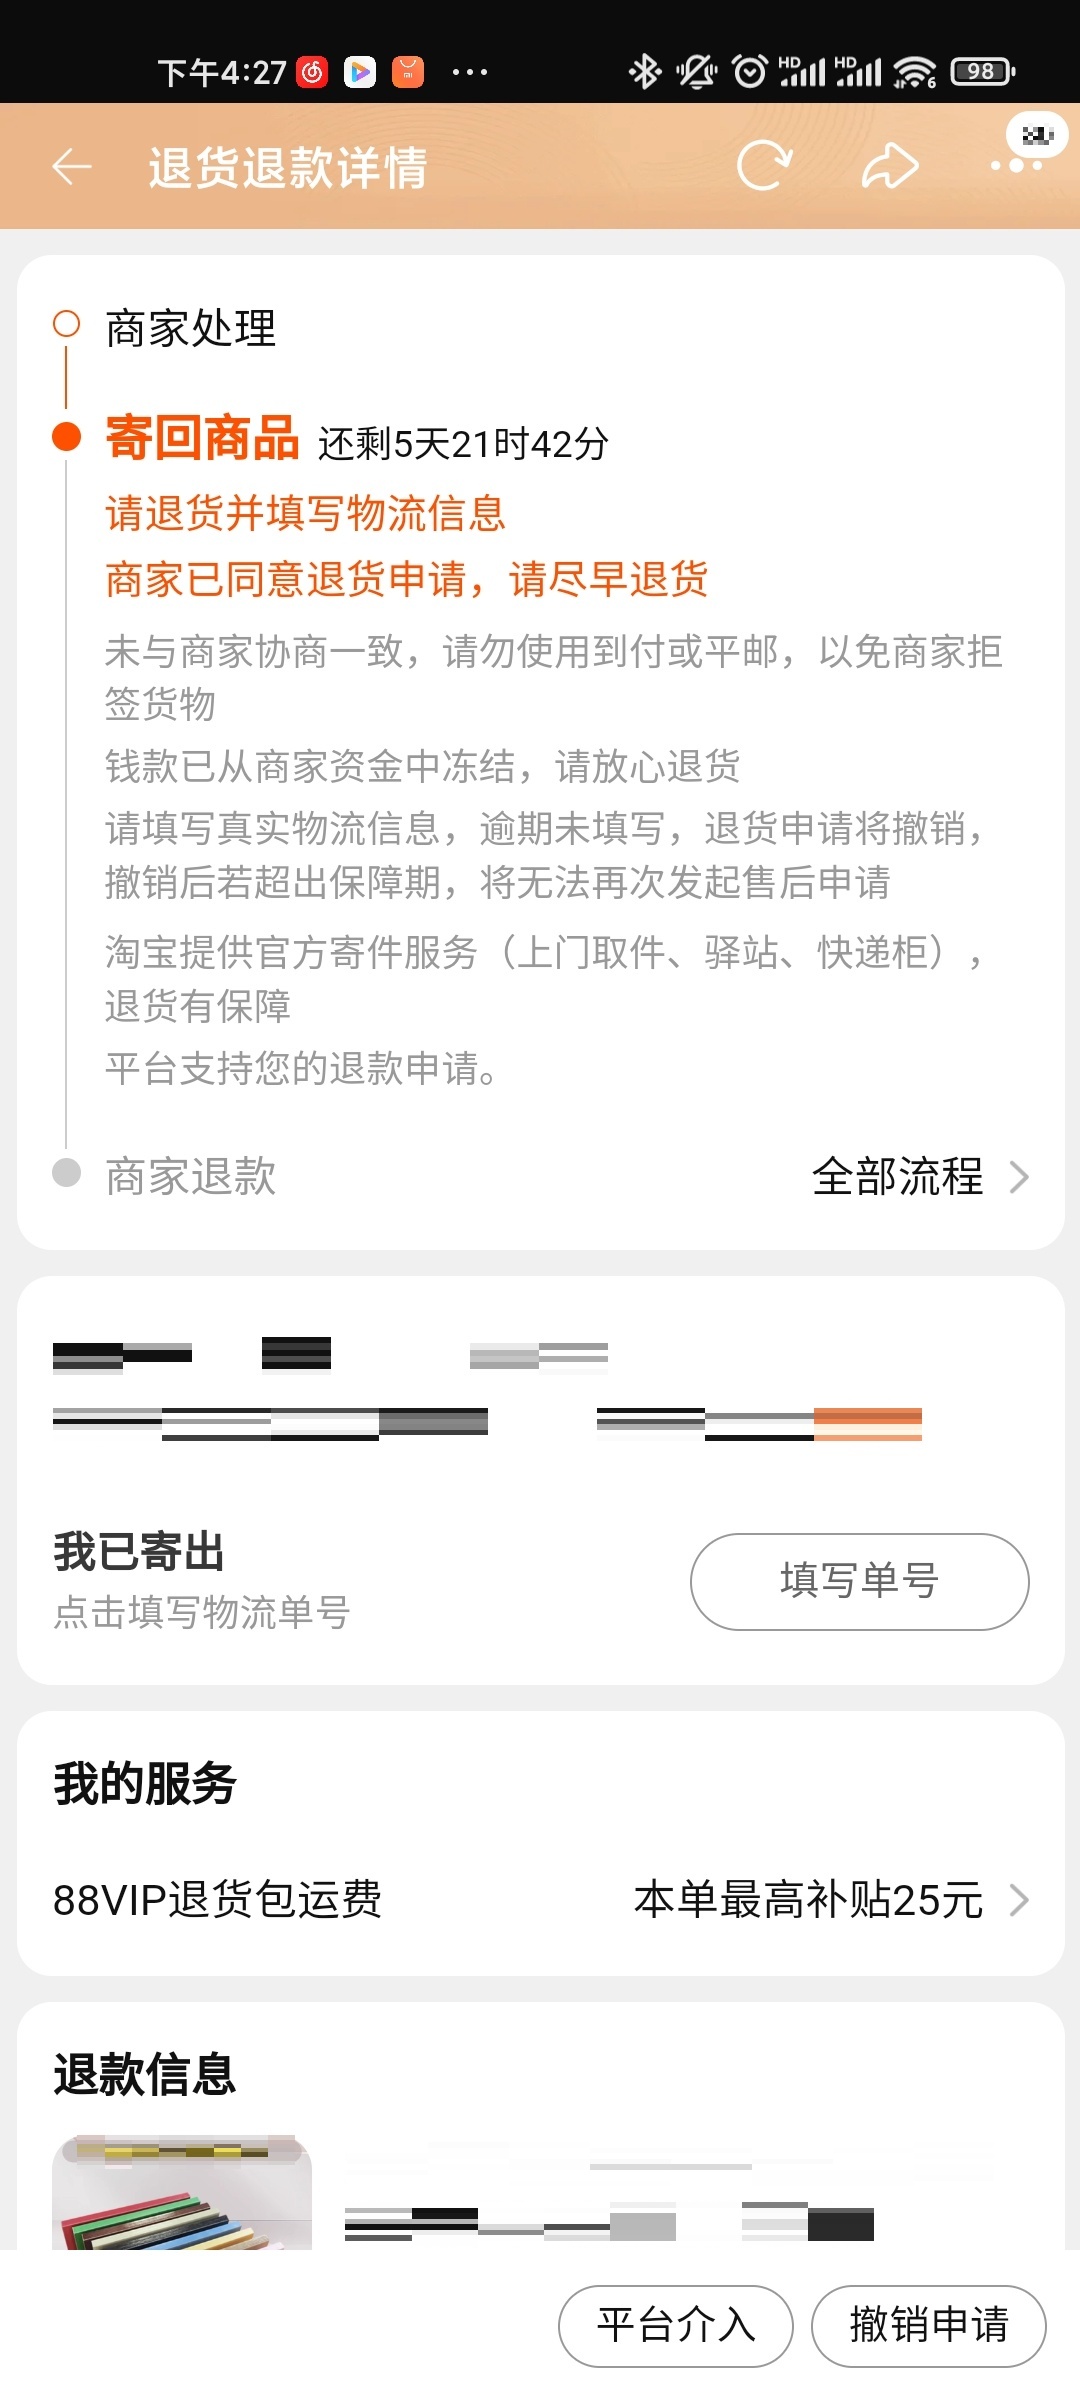 下午4:27
HD HD 6 98
退货退款详情
商家处理
寄回商品 还剩5天21时42分
请退货并填写物流信息
商家已同意退货申请，请尽早退货
未与商家协商一致，请勿使用到付或平邮，以免商家拒
签货物
钱款已从商家资金中冻结，请放心退货
请填写真实物流信息，逾期未填写，退货申请将撤销，
撤销后若超出保障期，将无法再次发起售后申请
淘宝提供官方寄件服务（上门取件、驿站、快递柜），
退货有保障
平台支持您的退款申请。
商家退款 全部流程
我已寄出
点击填写物流单号
填写单号
我的服务
88VIP退货包运费 本单最高补贴25元
退款信息
平台介入 撤销申请